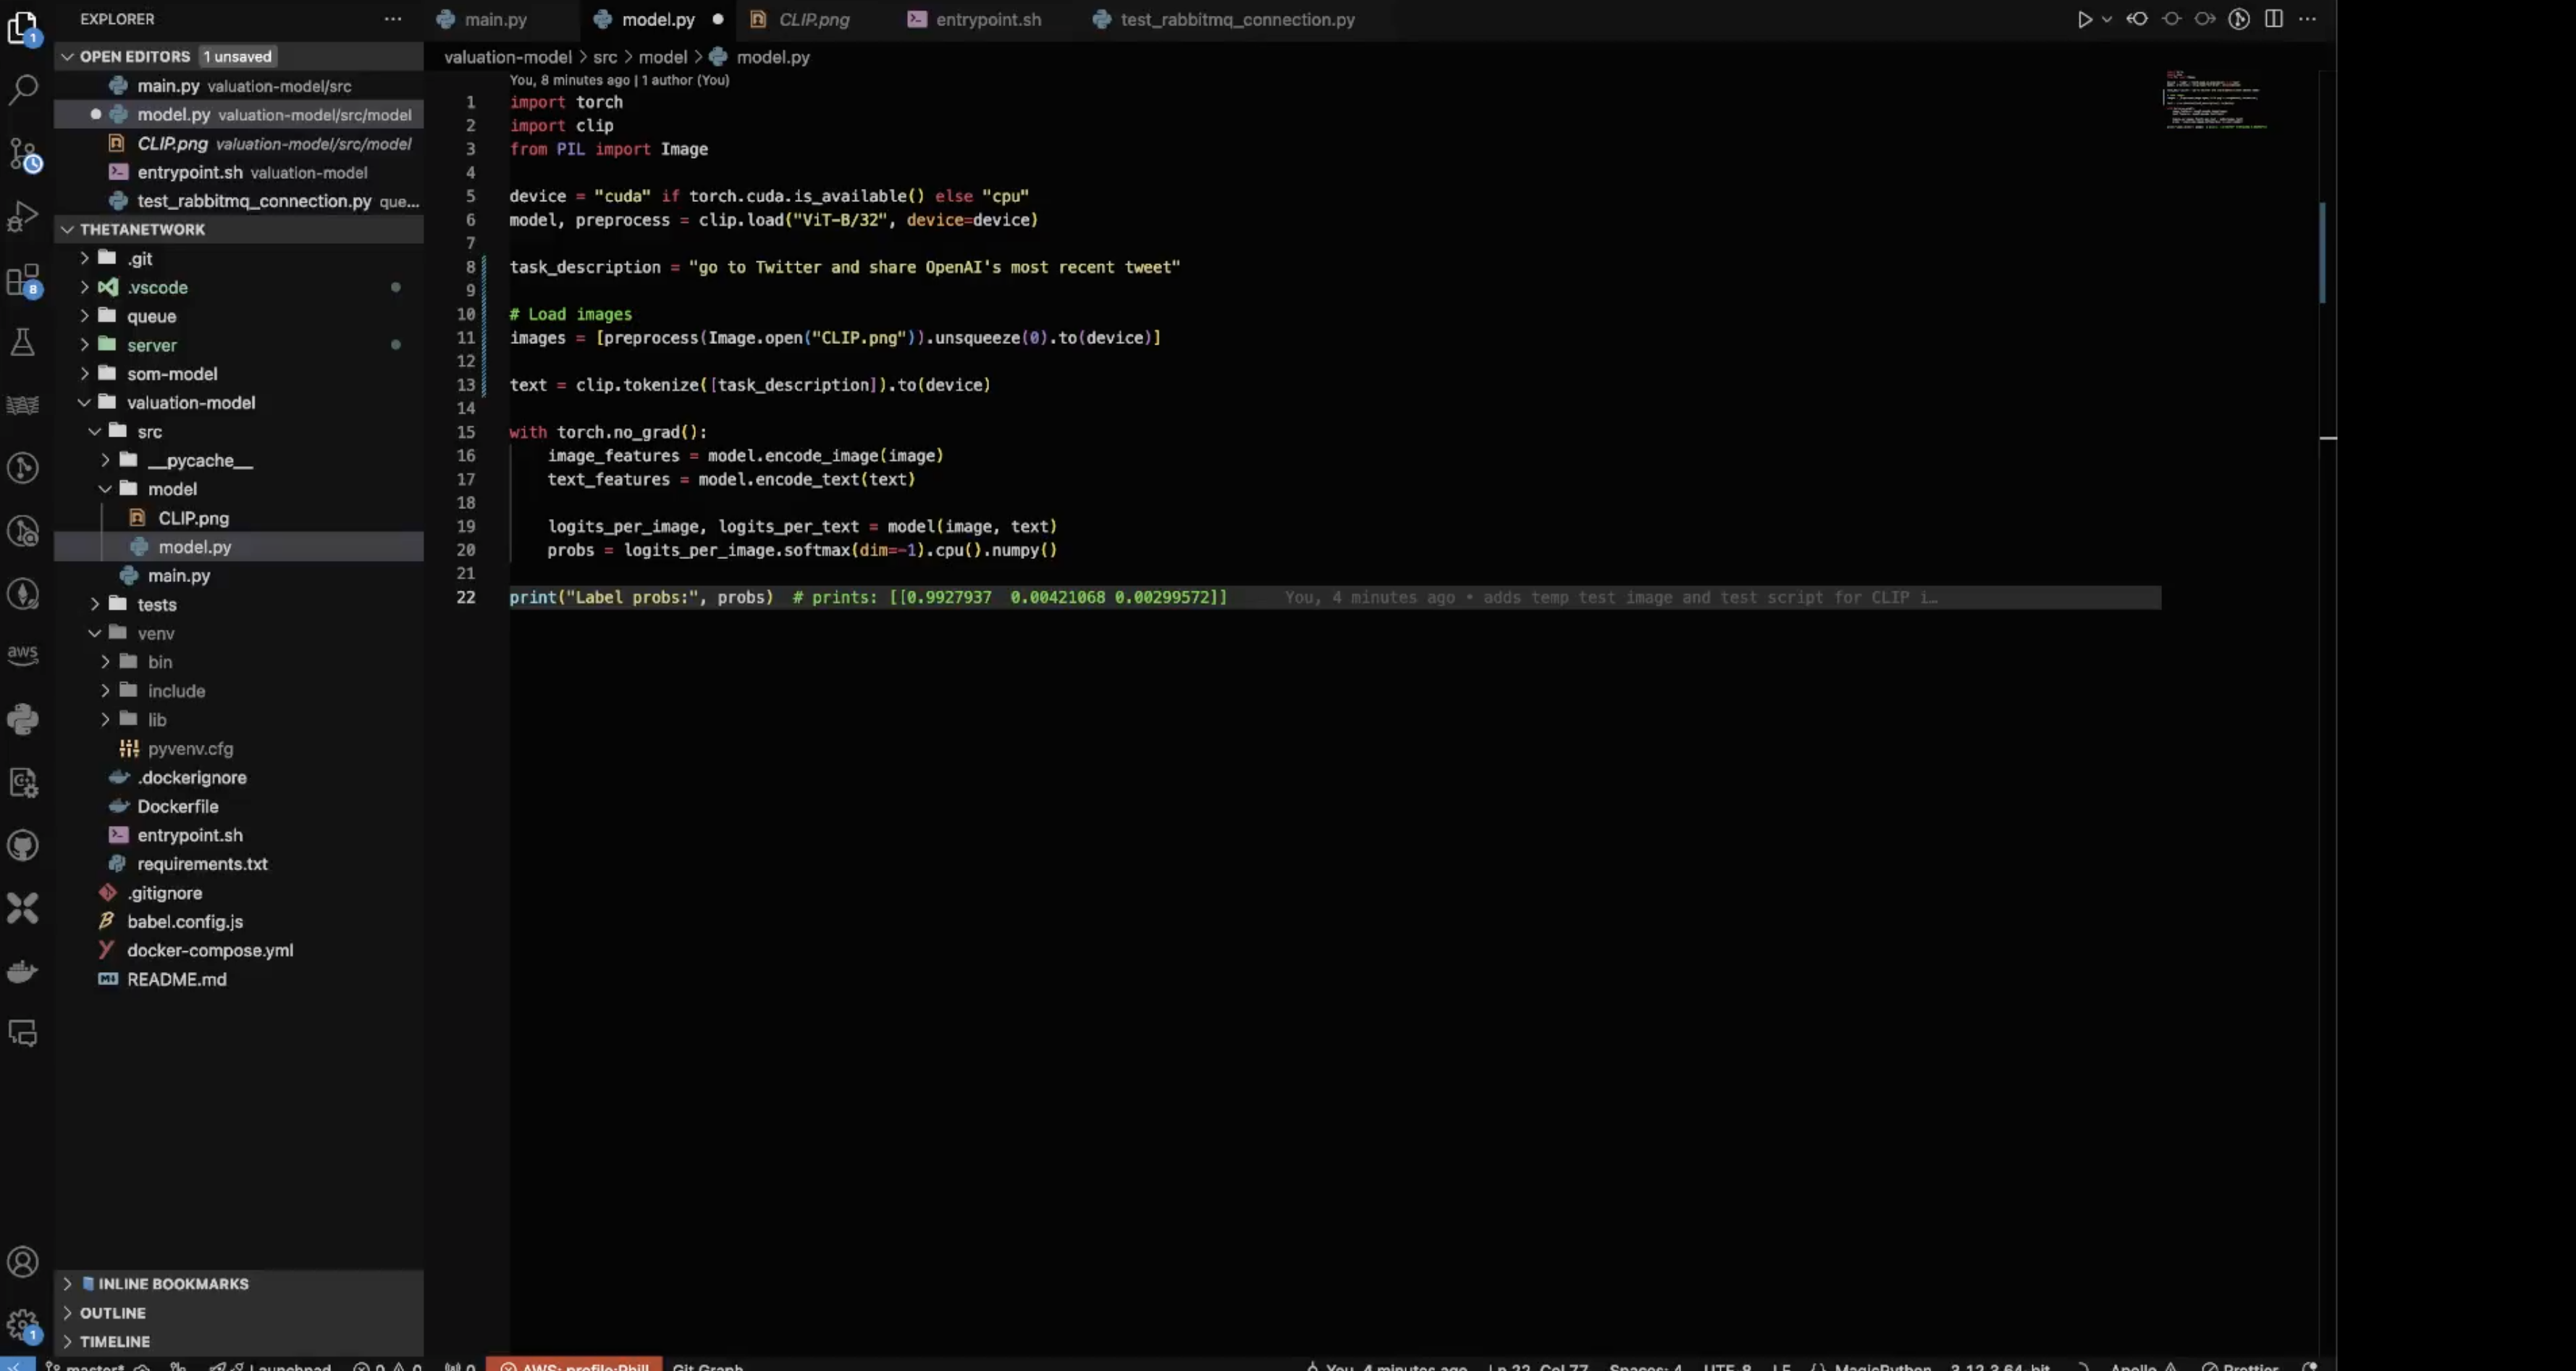 EXPLORER
main.py
model.py
CLIP.png
entrypoint.sh
test_rabbitmq_connection.py
OPEN EDITORS 1 unsaved
main.py valuation-model/src
model.py valuation-model/src/model
CLIP.png valuation-model/src/model
entrypoint.sh valuation-model
test_rabbitmq_connection.py que...
THETANETWORK
.git
.vscode
queue
server
som-model
valuation-model
src
__pycache__
model
CLIP.png
model.py
main.py
tests
venv
bin
include
lib
pyvenv.cfg
.dockerignore
Dockerfile
entrypoint.sh
requirements.txt
.gitignore
babel.config.js
docker-compose.yml
README.md
INLINE BOOKMARKS
OUTLINE
TIMELINE
1
8
aws
1
valuation-model > src > model > model.py
You, 8 minutes ago | 1 author (You)
1 import torch
2 import clip
3 from PIL import Image
4
5 device = "cuda" if torch.cuda.is_available() else "cpu"
6 model, preprocess = clip.load("ViT-B/32", device=device)
7
8 task_description = "go to Twitter and share OpenAI's most recent tweet"
9
10 # Load images
11 images = [preprocess(Image.open("CLIP.png")).unsqueeze(0).to(device)]
12
13 text = clip.tokenize([task_description]).to(device)
14
15 with torch.no_grad():
16 image_features = model.encode_image(image)
17 text_features = model.encode_text(text)
18
19 logits_per_image, logits_per_text = model(image, text)
20 probs = logits_per_image.softmax(dim=-1).cpu().numpy()
21
22 print("Label probs:", probs) # prints: [[0.9927937 0.00421068 0.00299572]] You, 4 minutes ago • adds temp test image and test script for CLIP i…
master* Launchpad 0 0 0 AWS: profile:Phill Git Graph You, 4 minutes ago Ln 22, Col 77 Spaces: 4 UTF-8 LF {} MagicPython 3.12.3 64-bit Apollo Prettier